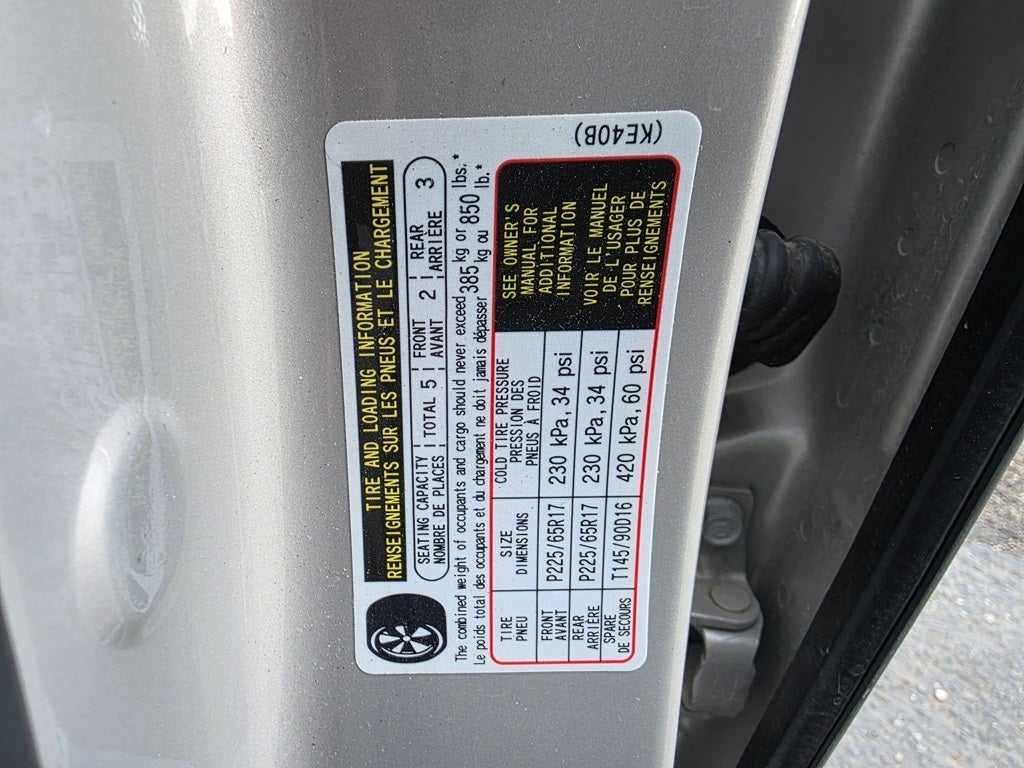 TIRE AND LOADING INFORMATION
RENSEIGNEMENTS SUR LES PNEUS ET LE CHARGEMENT
SEATING CAPACITY TOTAL 5 FRONT 2 REAR 3
NOMBRE DE PLACES AVANT ARRIÈRE
The combined weight of occupants and cargo should never exceed 385 kg or 850 lbs.*
Le poids total des occupants et du chargement ne doit jamais dépasser kg ou lb.*
TIRE SIZE COLD TIRE PRESSURE
PNEU DIMENSIONS PRESSION DES
PNEUS À FROID
FRONT P225/65R17 230 kPa, 34 psi
AVANT
REAR P225/65R17 230 kPa, 34 psi
ARRIÈRE
SPARE T145/90D16 420 kPa, 60 psi
DE SECOURS
SEE OWNER'S
MANUAL FOR
ADDITIONAL
INFORMATION
VOIR LE MANUEL
DE L'USAGER
POUR PLUS DE
RENSEIGNEMENTS
(KE40B)